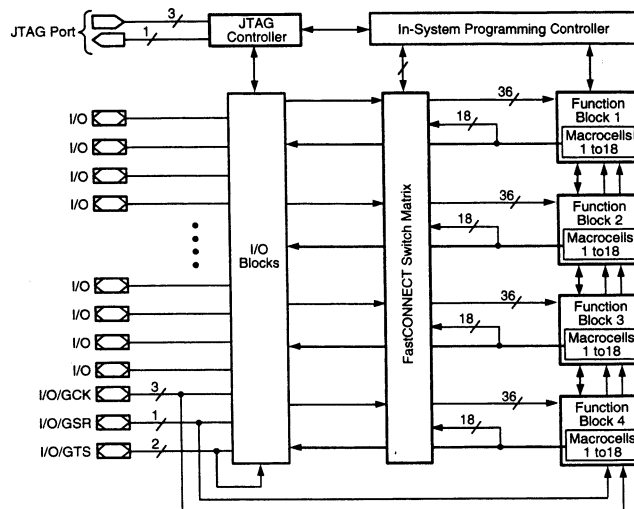 JTAG Port
3
1
JTAG
Controller
In-System Programming Controller
I/O
I/O
I/O
I/O
I/O
I/O
I/O
I/O
I/O/GCK
3
I/O/GSR
1
I/O/GTS
2
I/O
Blocks
FastCONNECT Switch Matrix
36
18
Function
Block 1
Macrocells
1 to18
36
18
Function
Block 2
Macrocells
1 to18
36
18
Function
Block 3
Macrocells
1 to18
36
18
Function
Block 4
Macrocells
1 to18